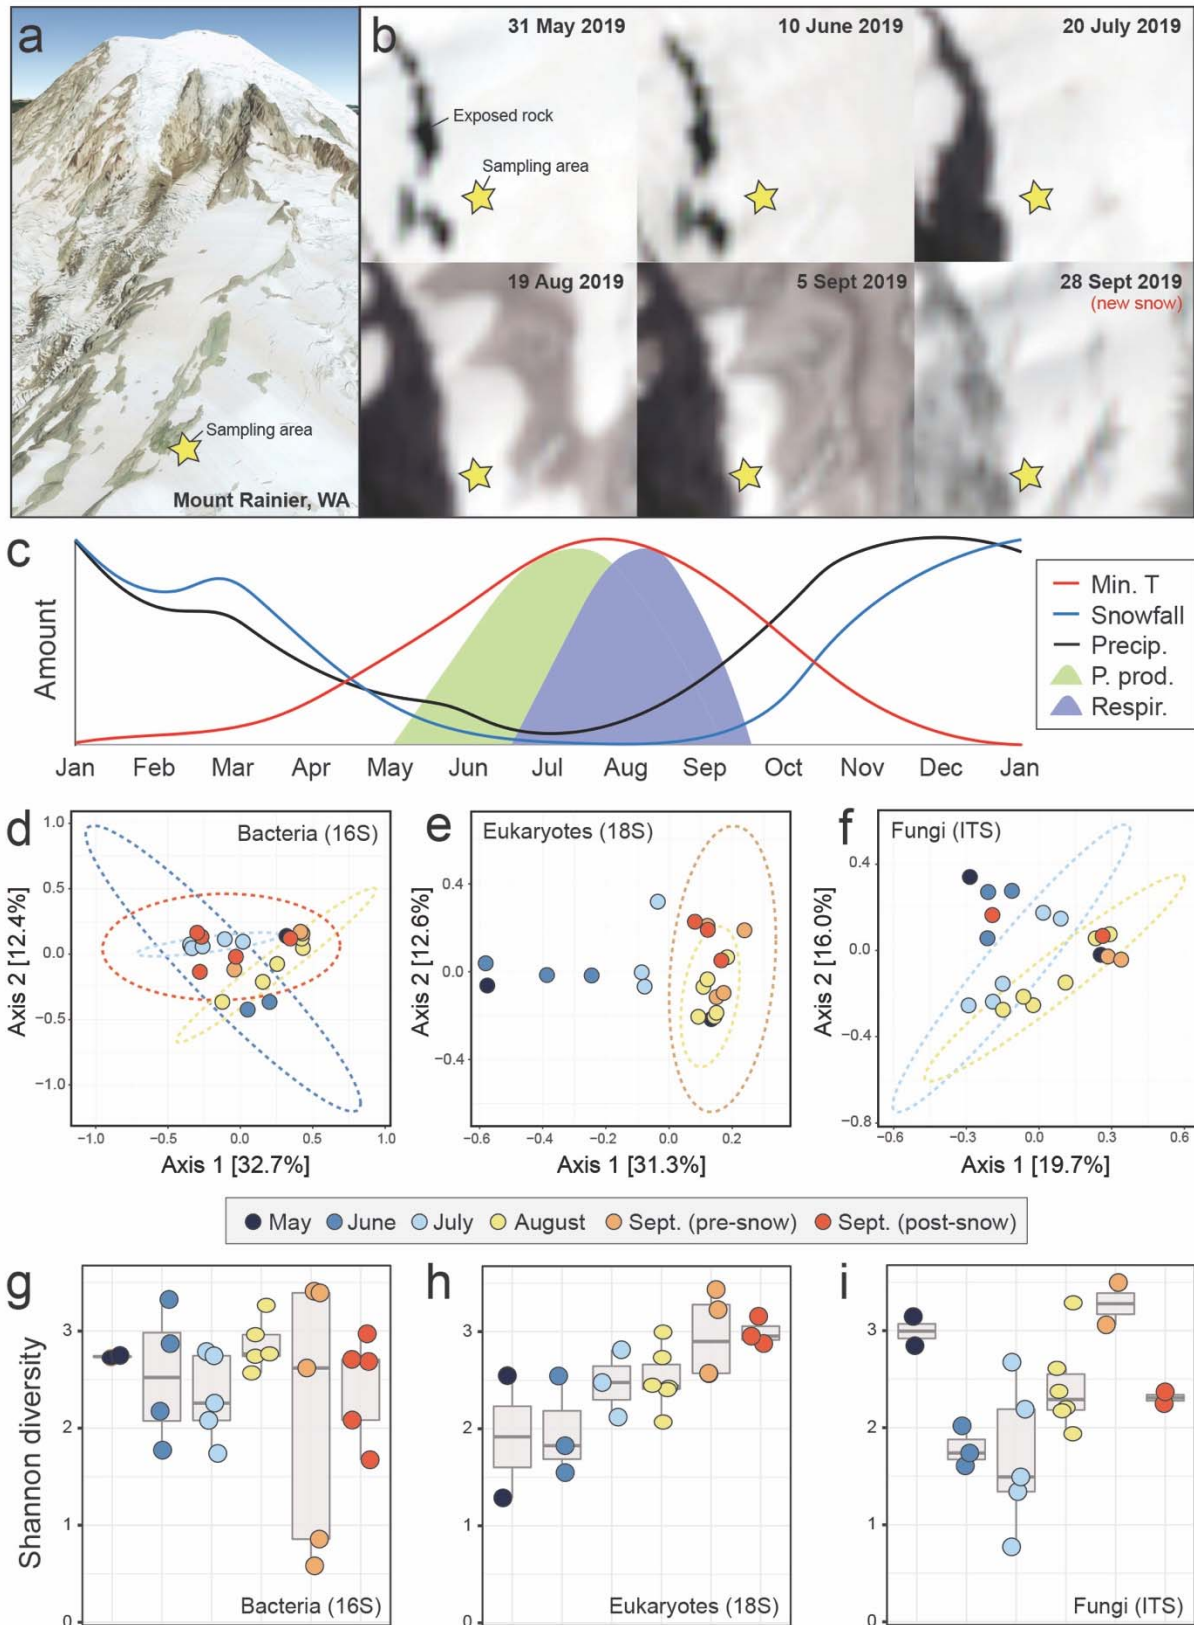 a
Sampling area
Mount Rainier, WA
b
31 May 2019
Exposed rock
Sampling area
10 June 2019
20 July 2019
19 Aug 2019
5 Sept 2019
28 Sept 2019
(new snow)
c
Amount
Jan Feb Mar Apr May Jun Jul Aug Sep Oct Nov Dec Jan
Min. T
Snowfall
Precip.
P. prod.
Respir.
d
Bacteria (16S)
Axis 2 [12.4%]
1.0
0.5
0.0
−0.5
−1.0
−1.0 −0.5 0.0 0.5 1.0
Axis 1 [32.7%]
e
Eukaryotes (18S)
Axis 2 [12.6%]
0.4
0.0
−0.4
−0.6 −0.4 −0.2 0.0 0.2
Axis 1 [31.3%]
f
Fungi (ITS)
Axis 2 [16.0%]
0.4
0.0
−0.4
−0.8
−0.6 −0.3 0.0 0.3 0.6
Axis 1 [19.7%]
May June July August Sept. (pre-snow) Sept. (post-snow)
g
Shannon diversity
3
2
1
0
Bacteria (16S)
h
3
2
1
0
Eukaryotes (18S)
i
3
2
1
0
Fungi (ITS)